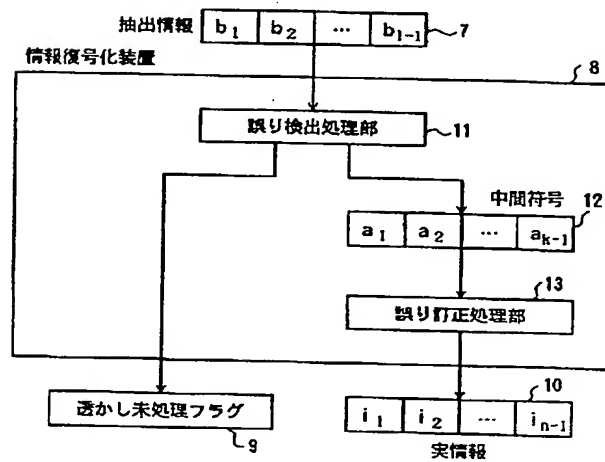 抽出情報 b1 b2 … bl-1 7
情報復号化装置 8
誤り検出処理部 11
中間符号 12
a1 a2 … ak-1
13
誤り訂正処理部
10
透かし未処理フラグ i1 i2 … in-1
9 実情報